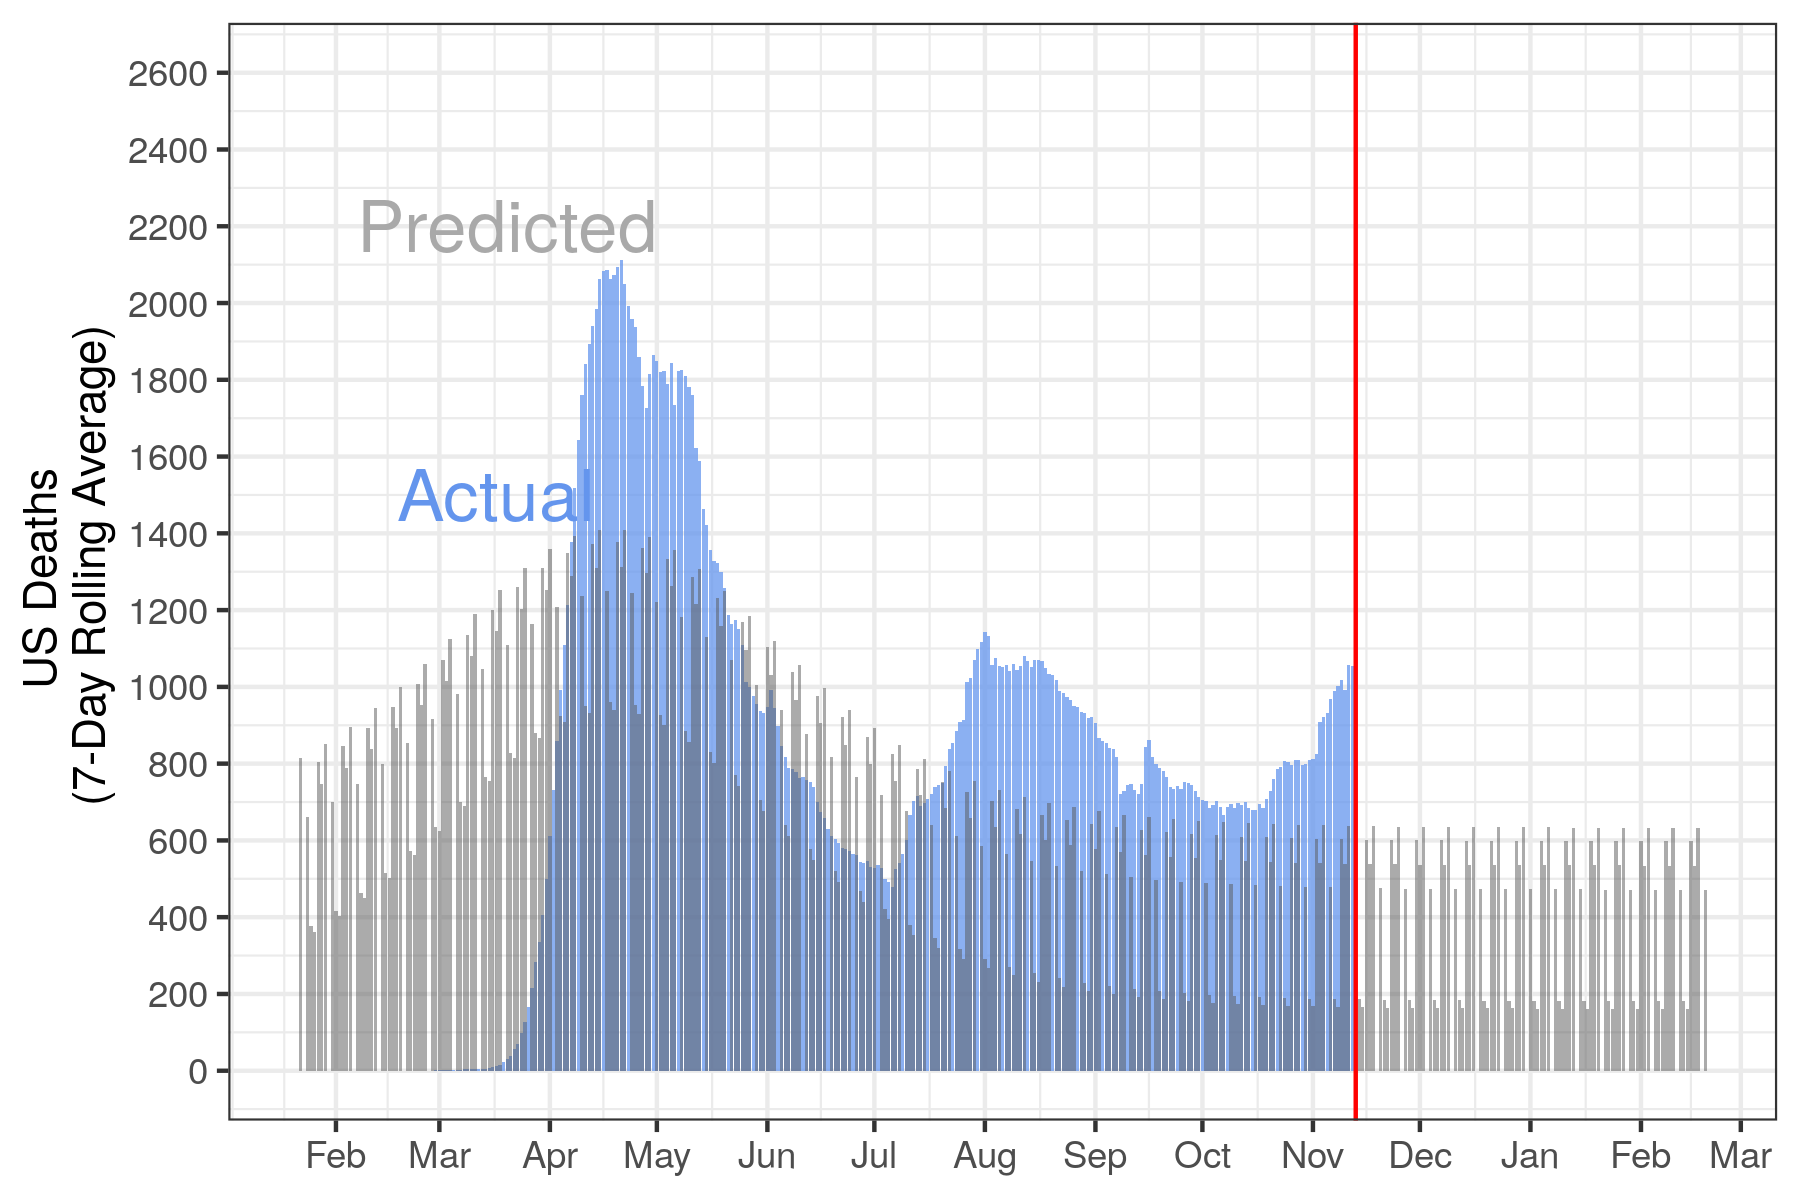 US Deaths
(7-Day Rolling Average)
2600
2400
2200
2000
1800
1600
1400
1200
1000
800
600
400
200
0
Predicted
Actual
Feb Mar Apr May Jun Jul Aug Sep Oct Nov Dec Jan Feb Mar